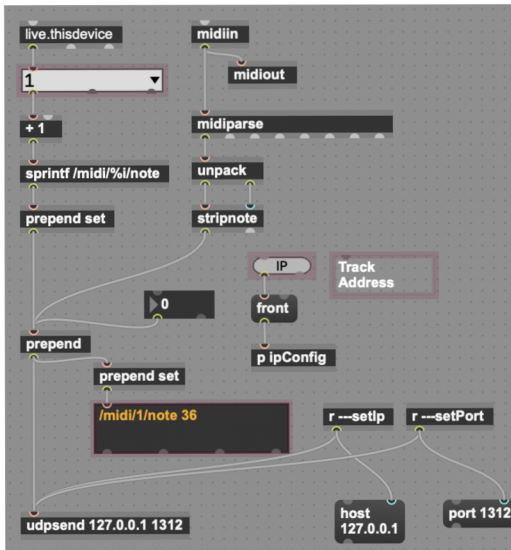 live.thisdevice
midiin
midiout
1
midiparse
+ 1
sprintf /midi/%i/note
unpack
prepend set
stripnote
IP
Track
Address
0
front
prepend
p ipConfig
prepend set
/midi/1/note 36
r ---setIp
r ---setPort
udpsend 127.0.0.1 1312
host
127.0.0.1
port 1312